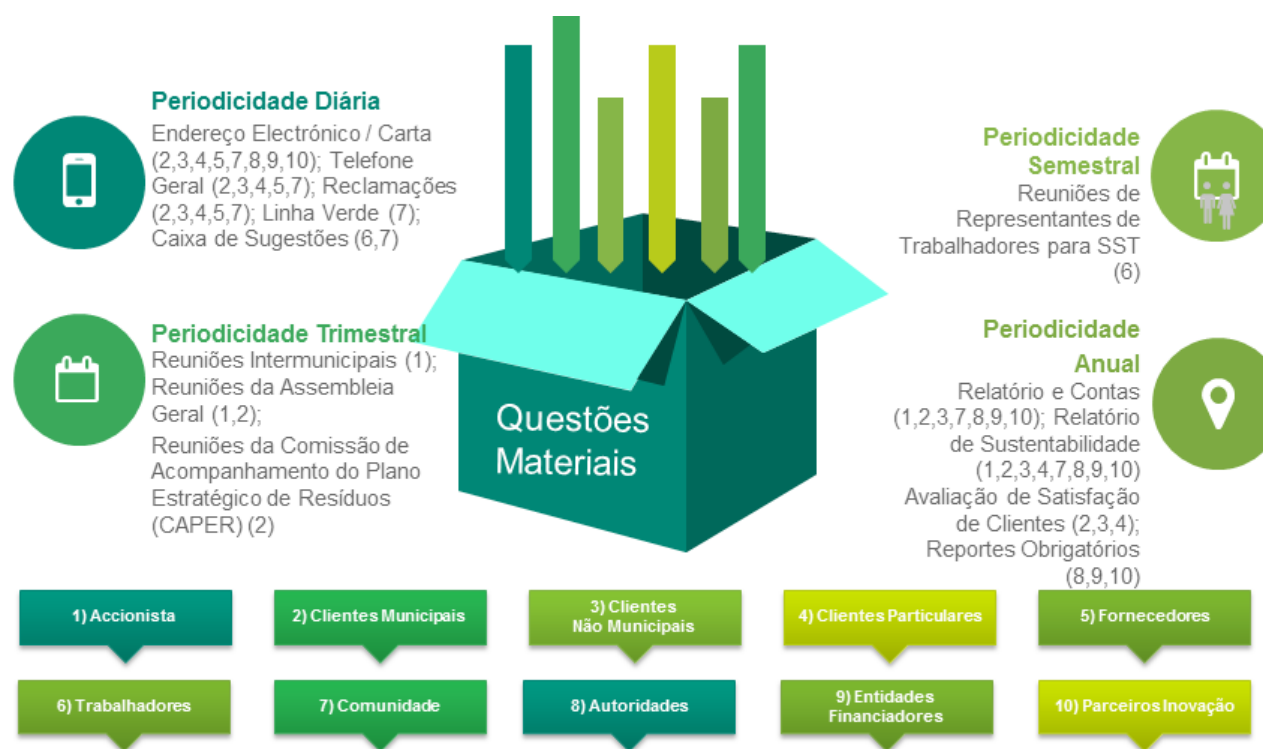 Periodicidade Diária
Endereço Electrónico / Carta
(2,3,4,5,7,8,9,10); Telefone
Geral (2,3,4,5,7); Reclamações
(2,3,4,5,7); Linha Verde (7);
Caixa de Sugestões (6,7)
Periodicidade Trimestral
Reuniões Intermunicipais (1);
Reuniões da Assembleia
Geral (1,2);
Reuniões da Comissão de
Acompanhamento do Plano
Estratégico de Resíduos
(CAPER) (2)
Questões
Materiais
Periodicidade
Semestral
Reuniões de
Representantes de
Trabalhadores para SST
(6)
Periodicidade
Anual
Relatório e Contas
(1,2,3,7,8,9,10); Relatório
de Sustentabilidade
(1,2,3,4,7,8,9,10)
Avaliação de Satisfação
de Clientes (2,3,4);
Reportes Obrigatórios
(8,9,10)
1) Accionista
2) Clientes Municipais
3) Clientes
Não Municipais
4) Clientes Particulares
5) Fornecedores
6) Trabalhadores
7) Comunidade
8) Autoridades
9) Entidades
Financiadores
10) Parceiros Inovação